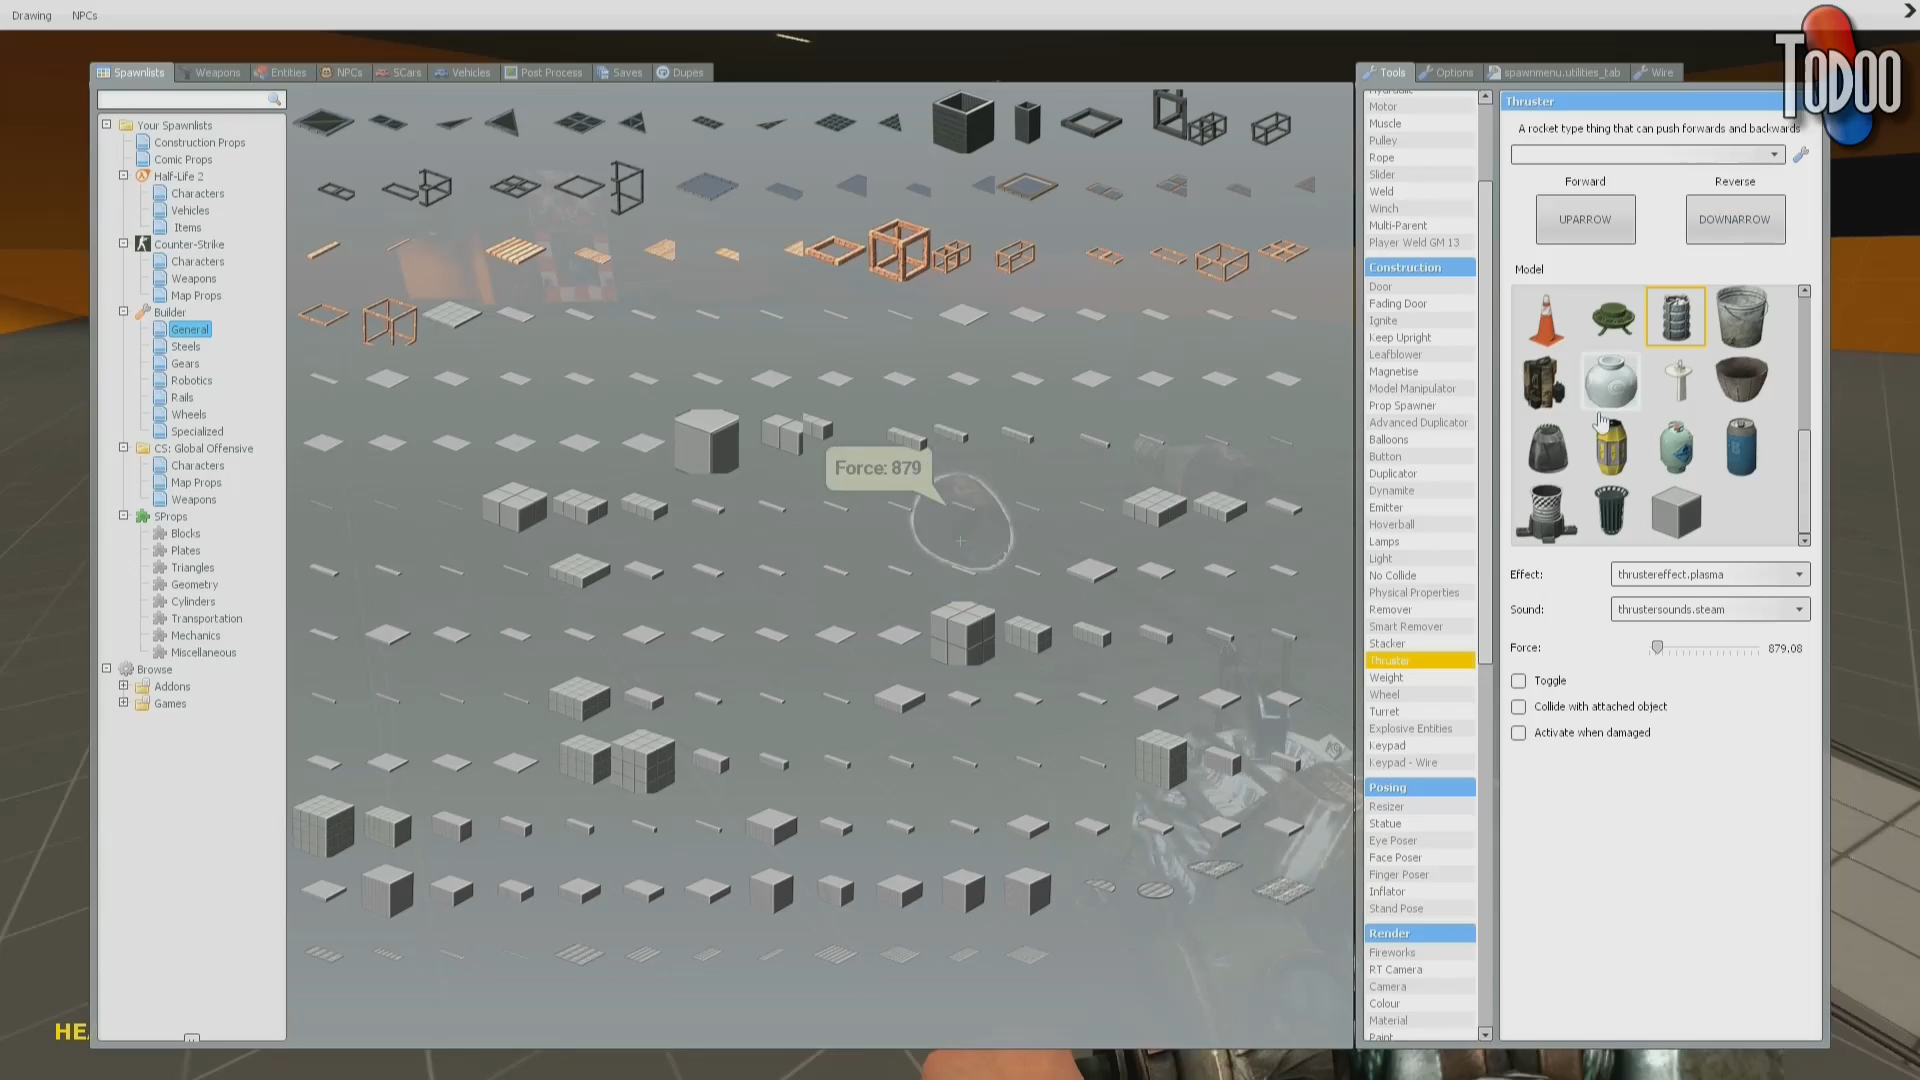 Drawing NPCs
TODOO
Spawnlists Weapons Entities NPCs SCars Vehicles Post Process Saves Dupes
Your Spawnlists
Construction Props
Comic Props
Half-Life 2
Characters
Vehicles
Items
Counter-Strike
Characters
Weapons
Map Props
Builder
General
Steels
Gears
Robotics
Rails
Wheels
Specialized
CS: Global Offensive
Characters
Map Props
Weapons
SProps
Blocks
Plates
Triangles
Geometry
Cylinders
Transportation
Mechanics
Miscellaneous
Browse
Addons
Games
Force: 879
Tools Options spawnmenu.utilities_tab Wire
Hydraulic
Motor
Muscle
Pulley
Rope
Slider
Weld
Winch
Multi-Parent
Player Weld GM 13
Construction
Door
Fading Door
Ignite
Keep Upright
Leafblower
Magnetise
Model Manipulator
Prop Spawner
Advanced Duplicator
Balloons
Button
Duplicator
Dynamite
Emitter
Hoverball
Lamps
Light
No Collide
Physical Properties
Remover
Smart Remover
Stacker
Thruster
Weight
Wheel
Turret
Explosive Entities
Keypad
Keypad - Wire
Posing
Resizer
Statue
Eye Poser
Face Poser
Finger Poser
Inflator
Stand Pose
Render
Fireworks
RT Camera
Camera
Colour
Material
Paint
Thruster
A rocket type thing that can push forwards and backwards
Forward Reverse
UPARROW DOWNARROW
Model
Effect: thrustereffect.plasma
Sound: thrustersounds.steam
Force: 879.08
Toggle
Collide with attached object
Activate when damaged
HEA